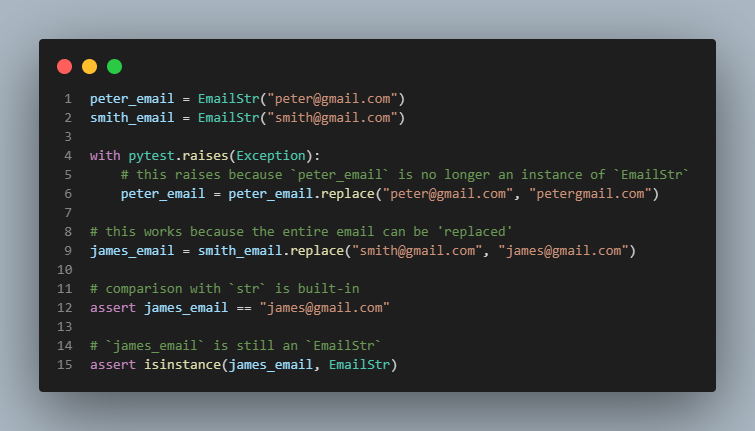 1 peter_email = EmailStr("peter@gmail.com")
2 smith_email = EmailStr("smith@gmail.com")
3
4 with pytest.raises(Exception):
5     # this raises because `peter_email` is no longer an instance of `EmailStr`
6     peter_email = peter_email.replace("peter@gmail.com", "petergmail.com")
7
8 # this works because the entire email can be 'replaced'
9 james_email = smith_email.replace("smith@gmail.com", "james@gmail.com")
10
11 # comparison with `str` is built-in
12 assert james_email == "james@gmail.com"
13
14 # `james_email` is still an `EmailStr`
15 assert isinstance(james_email, EmailStr)